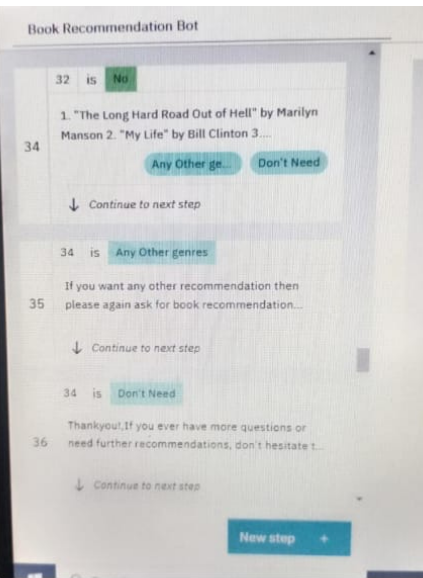 Book Recommendation Bot
32 is No
1. "The Long Hard Road Out of Hell" by Marilyn
Manson 2. "My Life" by Bill Clinton 3....
34
Any Other ge... Don't Need
↓ Continue to next step
34 is Any Other genres
If you want any other recommendation then
35 please again ask for book recommendation...
↓ Continue to next step
34 is Don't Need
Thankyou!,If you ever have more questions or
36 need further recommendations, don't hesitate t...
↓ Continue to next step
New step +